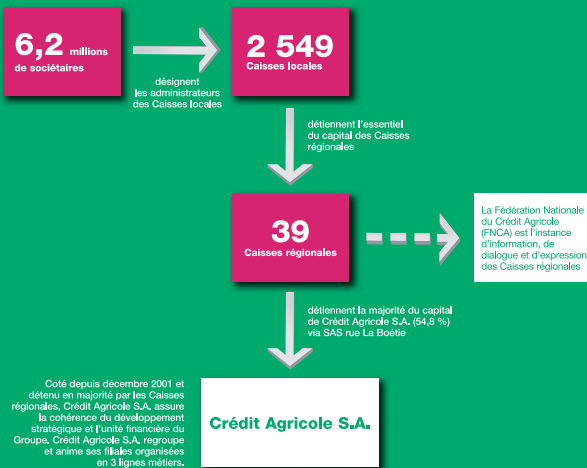 6,2 millions
de sociétaires
désignent
les administrateurs
des Caisses locales
2 549
Caisses locales
détiennent l'essentiel
du capital des Caisses
régionales
39
Caisses régionales
La Fédération Nationale
du Crédit Agricole
(FNCA) est l'instance
d'information, de
dialogue et d'expression
des Caisses régionales
détiennent la majorité du capital
de Crédit Agricole S.A. (54,8 %)
via SAS rue La Boétie
Coté depuis décembre 2001 et
détenu en majorité par les Caisses
régionales, Crédit Agricole S.A. assure
la cohérence du développement
stratégique et l'unité financière du
Groupe. Crédit Agricole S.A. regroupe
et anime ses filiales organisées
en 3 lignes métiers.
Crédit Agricole S.A.